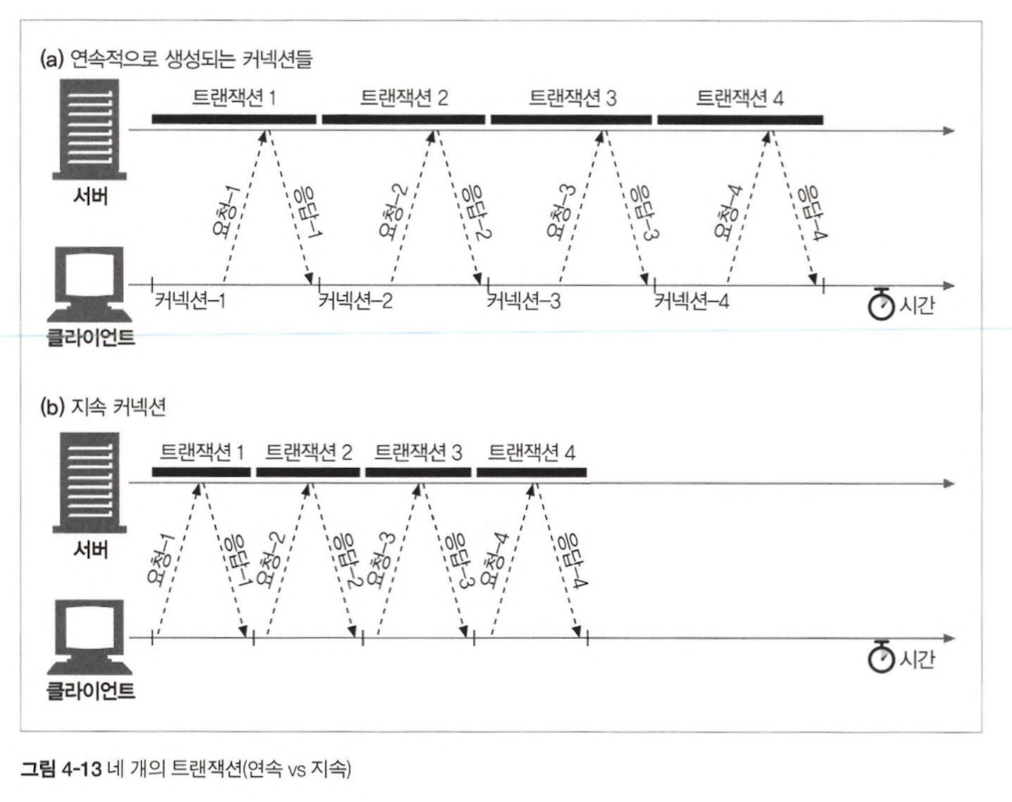 (a) 연속적으로 생성되는 커넥션들
트랜잭션 1 트랜잭션 2 트랜잭션 3 트랜잭션 4
서버
요청-1 응답-1 요청-2 응답-2 요청-3 응답-3 요청-4 응답-4
커넥션-1 커넥션-2 커넥션-3 커넥션-4
시간
클라이언트
(b) 지속 커넥션
트랜잭션 1 트랜잭션 2 트랜잭션 3 트랜잭션 4
서버
요청-1 응답-1 요청-2 응답-2 요청-3 응답-3 요청-4 응답-4
시간
클라이언트
그림 4-13 네 개의 트랜잭션(연속 vs 지속)